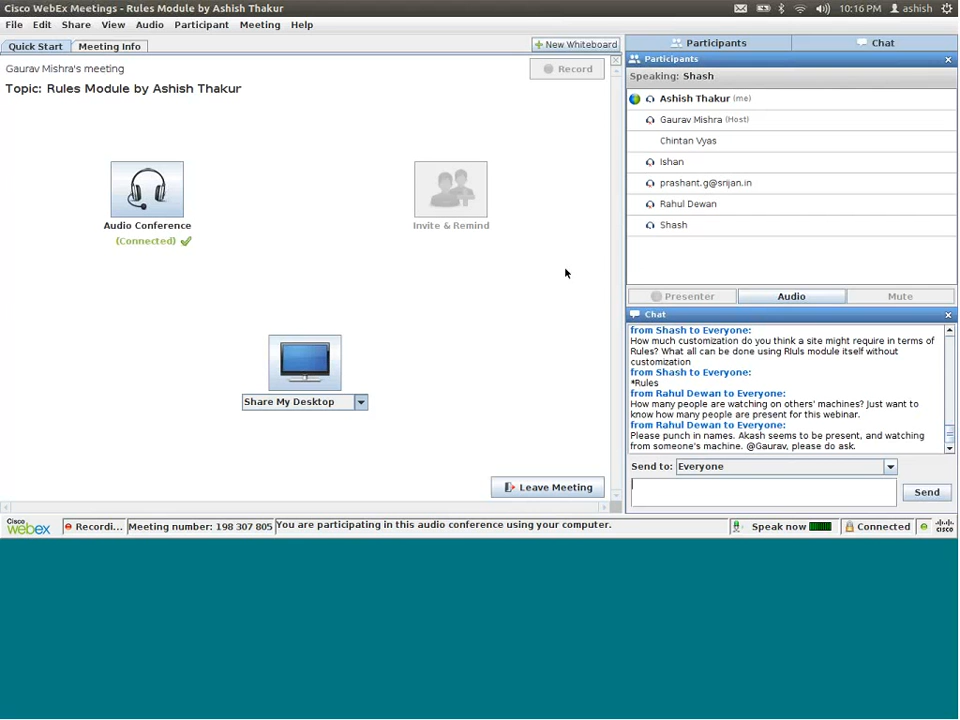 Cisco WebEx Meetings - Rules Module by Ashish Thakur
10:16 PM ashish
File Edit Share View Audio Participant Meeting Help
Quick Start Meeting Info
New Whiteboard
Gaurav Mishra's meeting
Record
Topic: Rules Module by Ashish Thakur
Audio Conference
(Connected)
Invite & Remind
Share My Desktop
Leave Meeting
Participants Chat
Participants
Speaking: Shash
Ashish Thakur (me)
Gaurav Mishra (Host)
Chintan Vyas
Ishan
prashant.g@srijan.in
Rahul Dewan
Shash
Presenter Audio Mute
Chat
from Shash to Everyone:
How much customization do you think a site might require in terms of
Rules? What all can be done using Rluls module itself without
customization
from Shash to Everyone:
*Rules
from Rahul Dewan to Everyone:
How many people are watching on others' machines? Just want to
know how many people are present for this webinar.
from Rahul Dewan to Everyone:
Please punch in names. Akash seems to be present, and watching
from someone's machine. @Gaurav, please do ask.
Send to: Everyone
Send
Cisco webex Recordi... Meeting number: 198 307 805 You are participating in this audio conference using your computer. Speak now Connected cisco